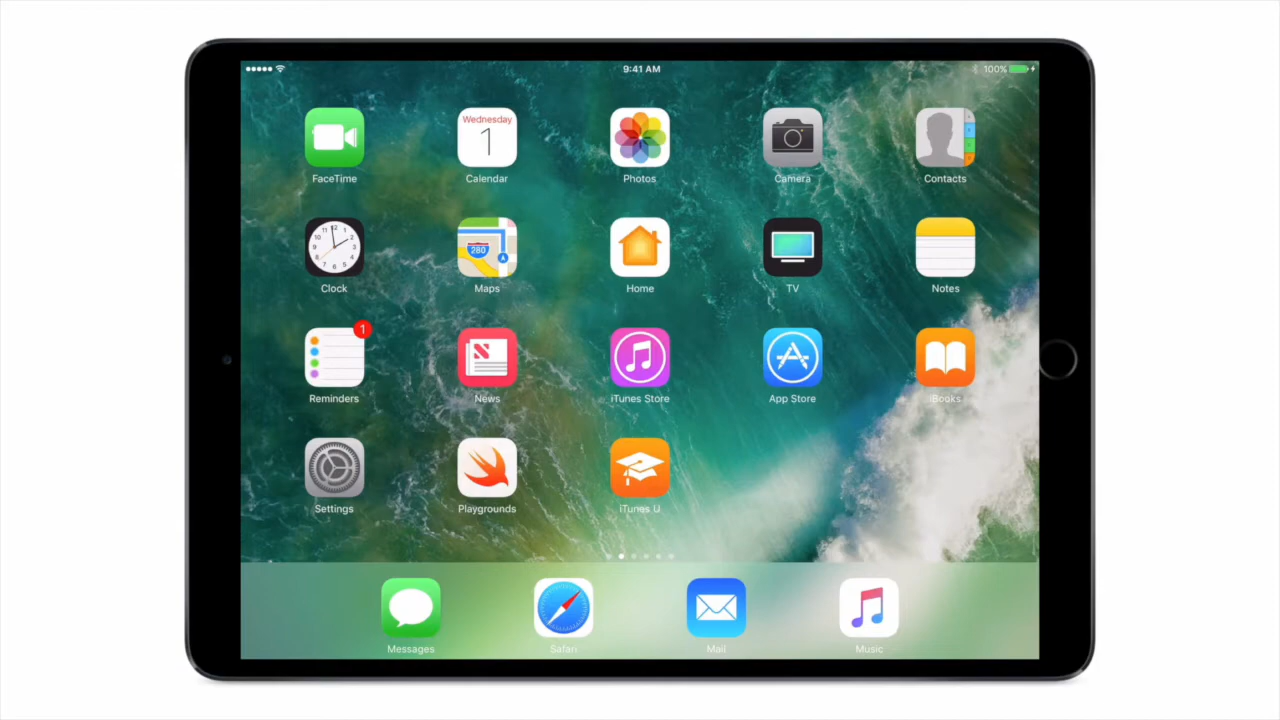 9:41 AM
100%
Wednesday
1
FaceTime
Calendar
Photos
Camera
Contacts
280
Clock
Maps
Home
TV
Notes
1
Reminders
News
iTunes Store
App Store
iBooks
Settings
Playgrounds
iTunes U
Messages
Safari
Mail
Music